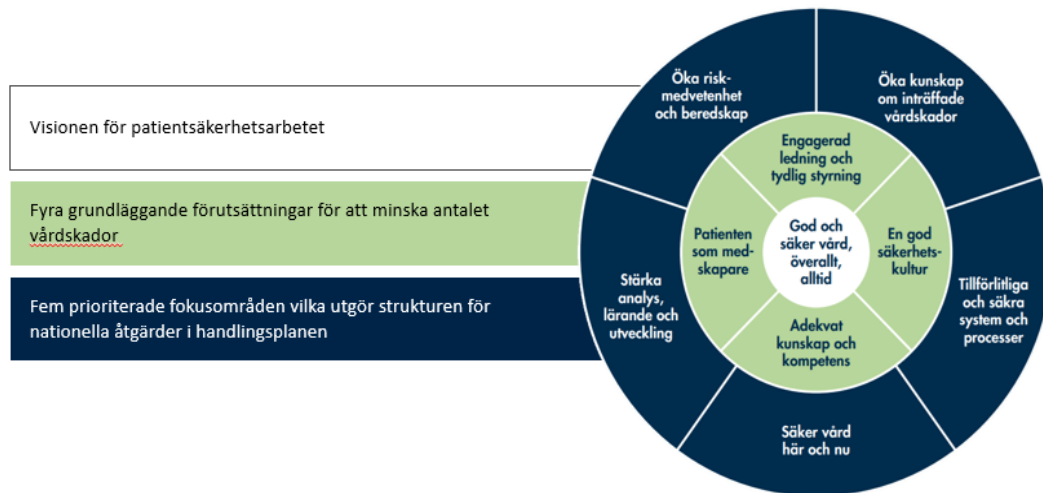 Visionen för patientsäkerhetsarbetet
Fyra grundläggande förutsättningar för att minska antalet
vårdskador
Fem prioriterade fokusområden vilka utgör strukturen för
nationella åtgärder i handlingsplanen
Öka risk-
medvetenhet
och beredskap
Öka kunskap
om inträffade
vårdskador
Engagerad
ledning och
tydlig styrning
Patienten
som med-
skapare
God och
säker vård,
överallt,
alltid
En god
säkerhets-
kultur
Stärka
analys,
lärande och
utveckling
Tillförlitliga
och säkra
system och
processer
Adekvat
kunskap och
kompetens
Säker vård
här och nu